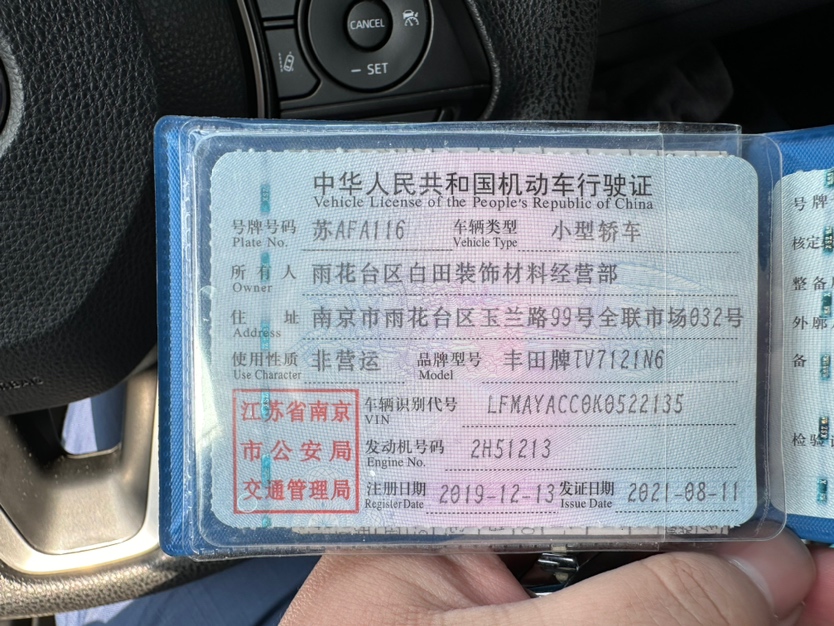 CANCEL
— SET
中华人民共和国机动车行驶证
Vehicle License of the People's Republic of China
号牌号码 苏AFA116 车辆类型 小型轿车
Plate No. Vehicle Type
所有人 雨花台区白田装饰材料经营部
Owner
住址 南京市雨花台区玉兰路99号全联市场032号
Address
使用性质 非营运 品牌型号 丰田牌TV7121N6
Use Character Model
江苏省南京
市公安局
交通管理局
车辆识别代号 LFMAYACC0K0522135
VIN
发动机号码 2H51213
Engine No.
注册日期 2019-12-13 发证日期 2021-08-11
Register Date Issue Date
号牌
核定
整备
外廓
备
检验